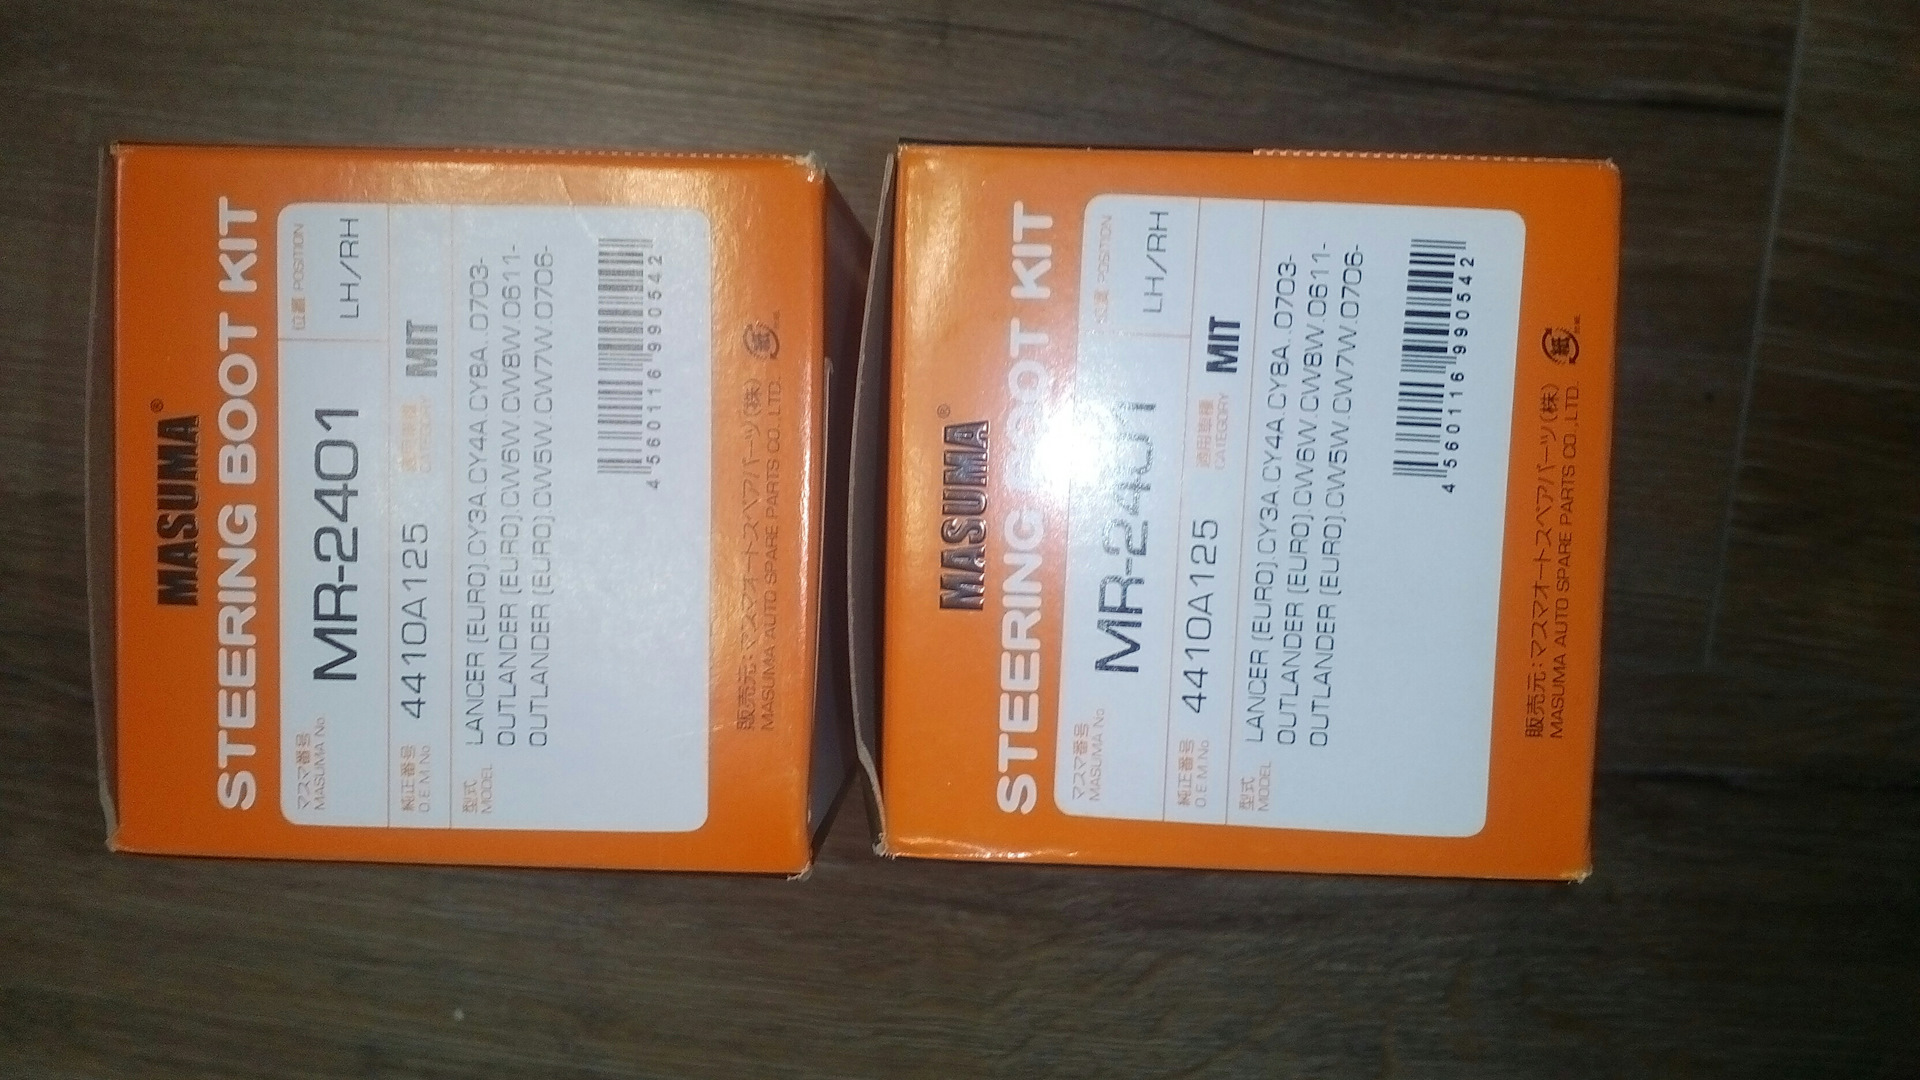 MASUMA®
STEERING BOOT KIT
マスマ番号
MASUMA No.
MR-2401
位置 POSITION
LH/RH
純正番号
O.E.M.No
4410A125
適用車種
CATEGORY
MIT
型式
MODEL
LANCER (EURO).CY3A.CY4A.CY8A..0703-
OUTLANDER (EURO).CW6W.CW8W.0611-
OUTLANDER (EURO).CW5W.CW7W.0706-
4 560116 990542
販売元:マスマオートスペアパーツ(株)
MASUMA AUTO SPARE PARTS CO.,LTD.
紙
MASUMA®
STEERING BOOT KIT
マスマ番号
MASUMA No
MR-2401
位置 POSITION
LH/RH
純正番号
O.E.M.No
4410A125
適用車種
CATEGORY
MIT
型式
MODEL
LANCER (EURO).CY3A.CY4A.CY8A..0703-
OUTLANDER (EURO).CW6W.CW8W.0611-
OUTLANDER (EURO).CW5W.CW7W.0706-
4 560116 990542
販売元:マスマオートスペアパーツ(株)
MASUMA AUTO SPARE PARTS CO.,LTD.
紙